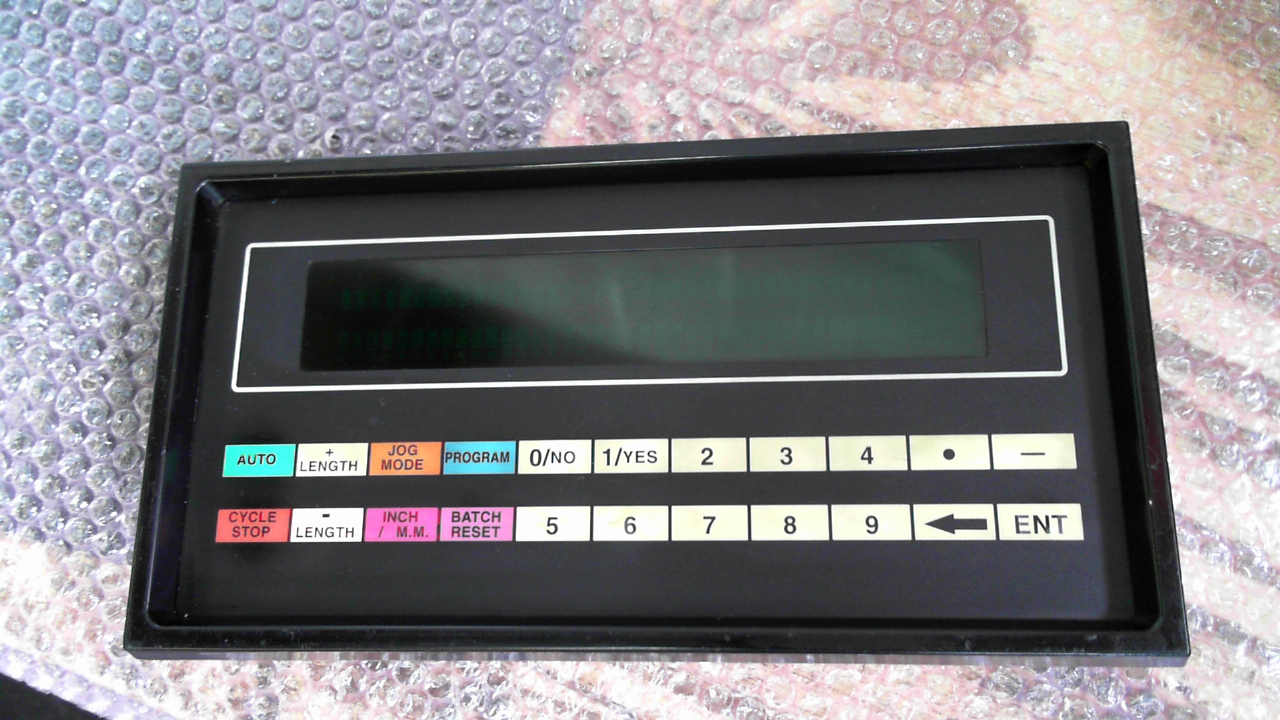 AUTO
+
LENGTH
JOG
MODE
PROGRAM
0/NO
1/YES
2
3
4
•
—
CYCLE
STOP
-
LENGTH
INCH
/ M.M.
BATCH
RESET
5
6
7
8
9
←
ENT